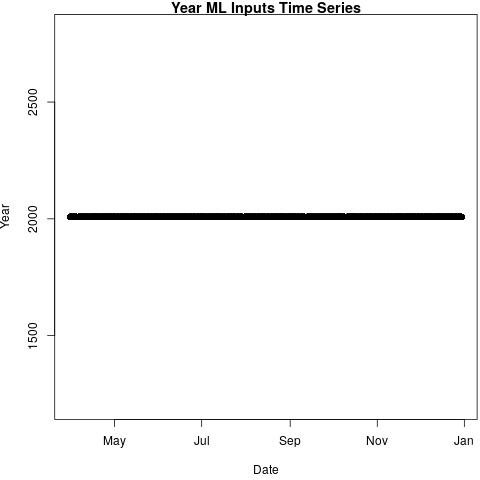 Year ML Inputs Time Series
2500
2000
1500
Year
May Jul Sep Nov Jan
Date